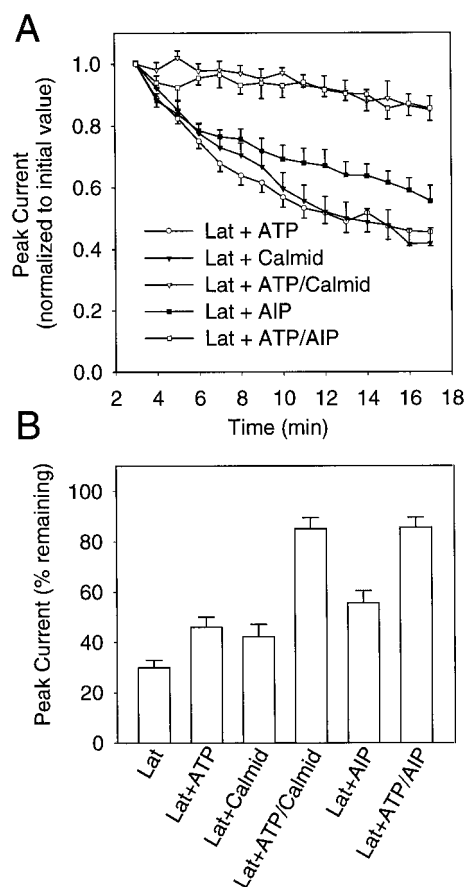 A
Peak Current
(normalized to initial value)
1.0
0.8
0.6
0.4
0.2
0.0
Lat + ATP
Lat + Calmid
Lat + ATP/Calmid
Lat + AIP
Lat + ATP/AIP
2 4 6 8 10 12 14 16 18
Time (min)
B
Peak Current (% remaining)
100
80
60
40
20
0
Lat
Lat+ATP
Lat+Calmid
Lat+ATP/Calmid
Lat+AIP
Lat+ATP/AIP